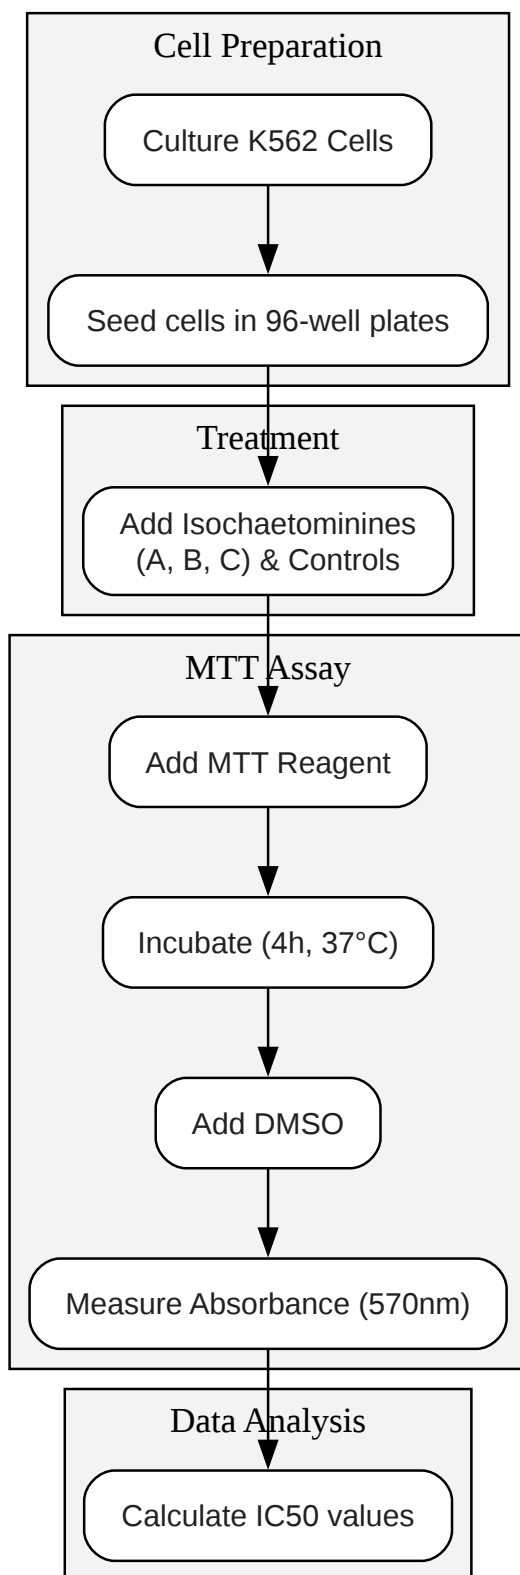 Cell Preparation
Culture K562 Cells
Seed cells in 96-well plates
Treatment
Add Isochaetominines
(A, B, C) & Controls
MTT Assay
Add MTT Reagent
Incubate (4h, 37°C)
Add DMSO
Measure Absorbance (570nm)
Data Analysis
Calculate IC50 values